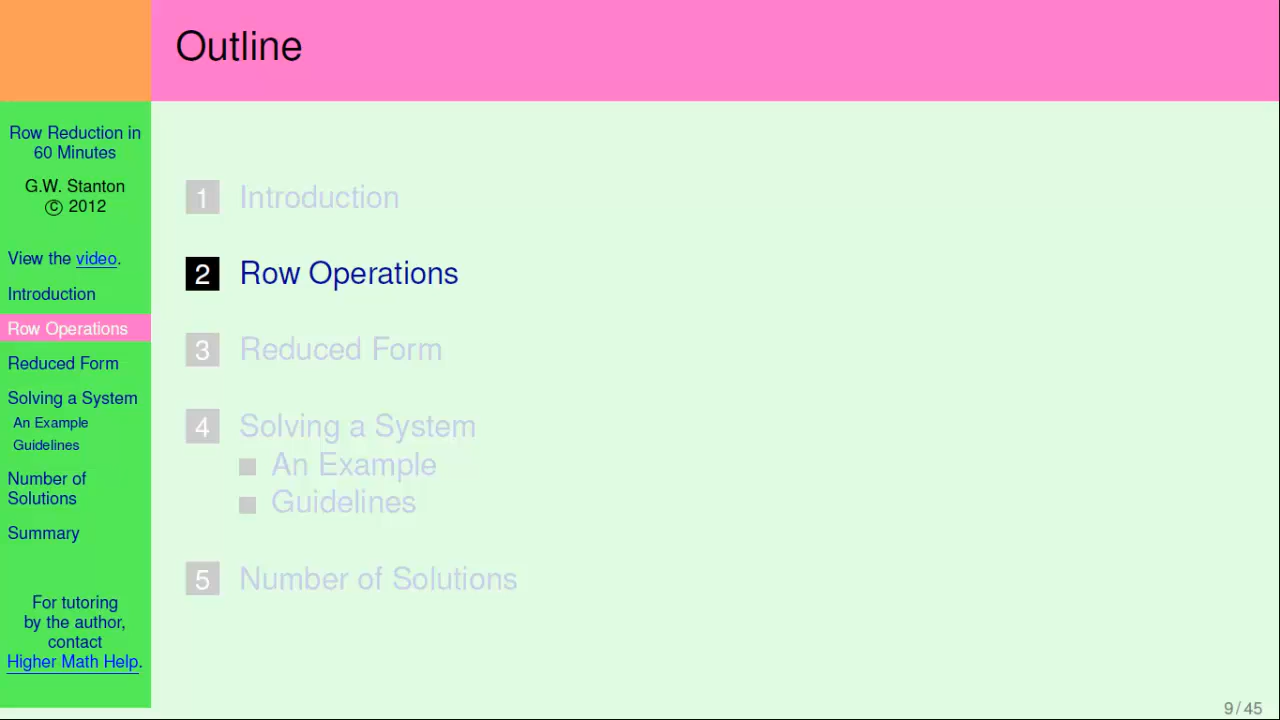 Outline
Row Reduction in
60 Minutes
G.W. Stanton
© 2012
View the video.
Introduction
Row Operations
Reduced Form
Solving a System
An Example
Guidelines
Number of
Solutions
Summary
For tutoring
by the author,
contact
Higher Math Help.
1 Introduction
2 Row Operations
3 Reduced Form
4 Solving a System
An Example
Guidelines
5 Number of Solutions
9 / 45